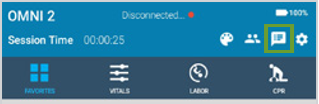 OMNI 2 Disconnected... 100%
Session Time 00:00:25
FAVORITES VITALS LABOR CPR